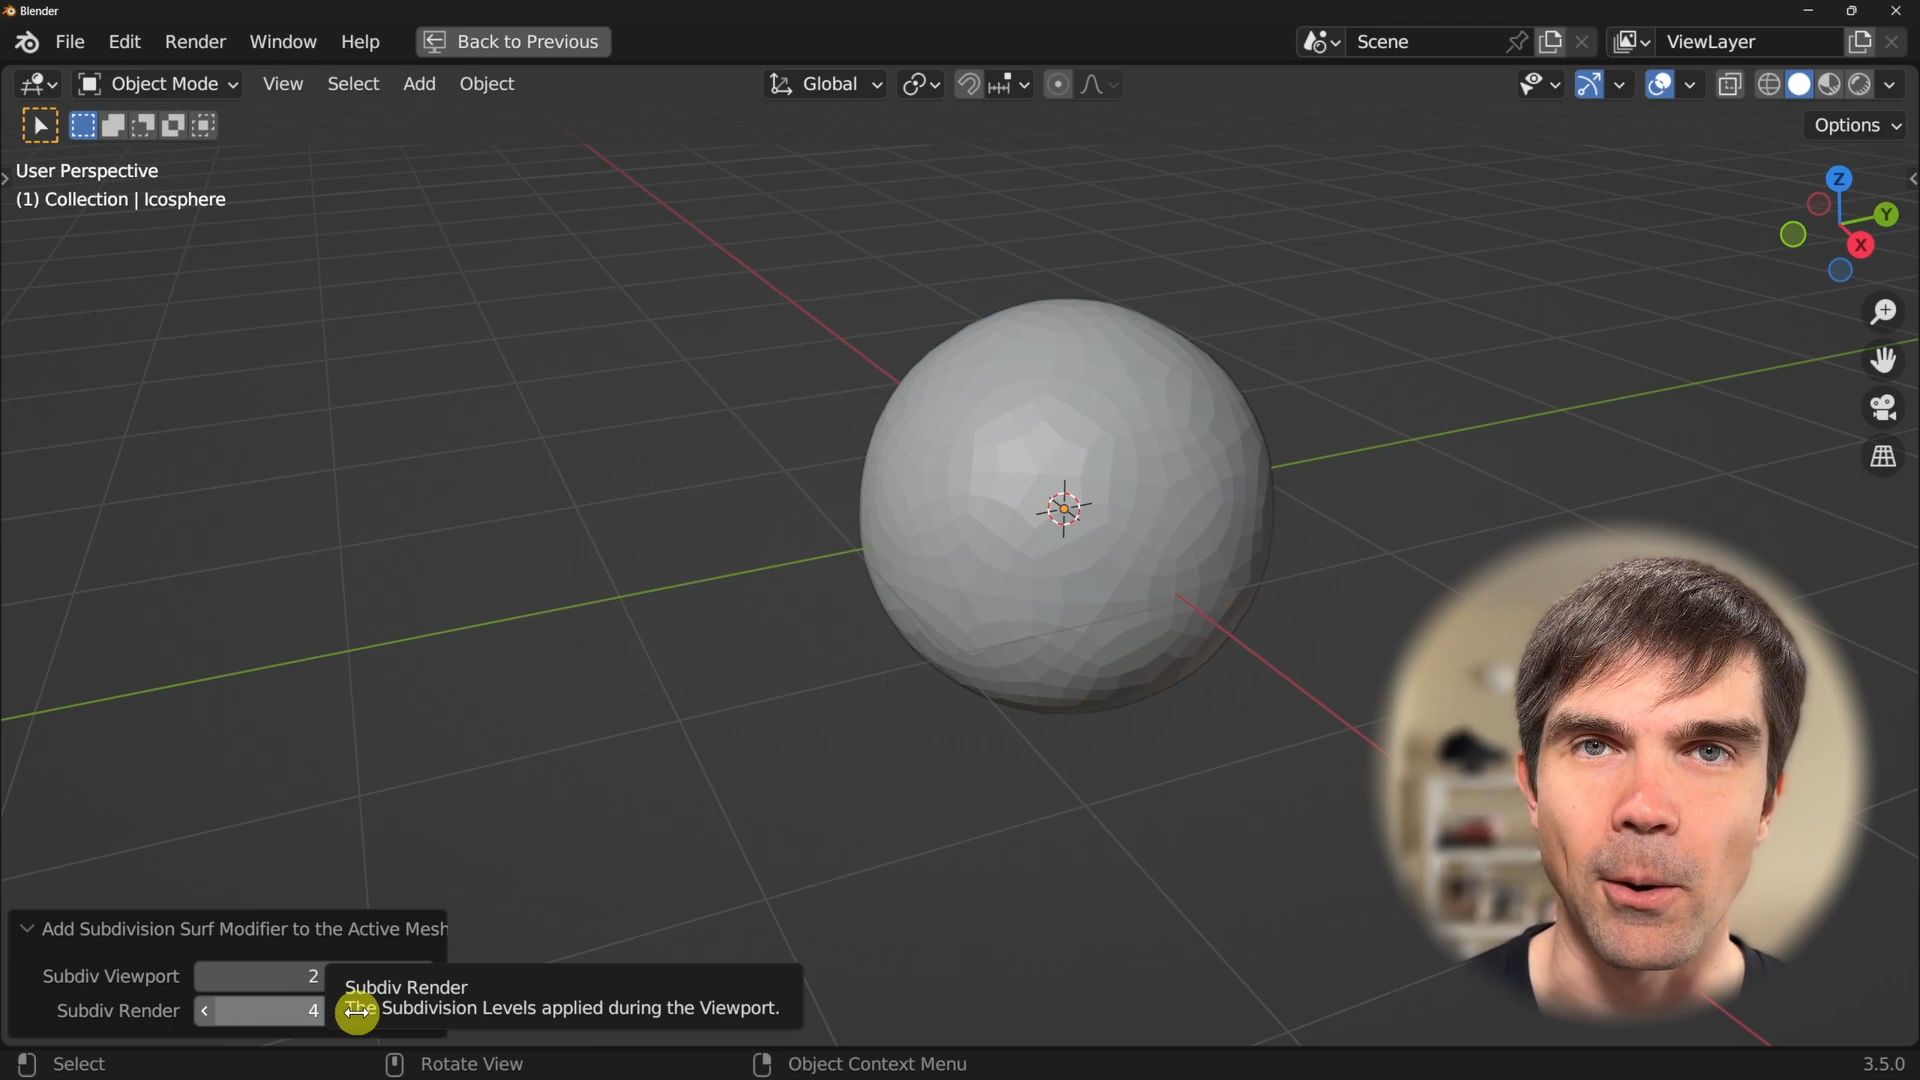 Blender
File Edit Render Window Help Back to Previous Scene ViewLayer
Object Mode View Select Add Object Global
Options
User Perspective
(1) Collection | Icosphere
Z
Y
X
Add Subdivision Surf Modifier to the Active Mesh
Subdiv Viewport 2
Subdiv Render 4
Subdiv Render
The Subdivision Levels applied during the Viewport.
Select Rotate View Object Context Menu 3.5.0